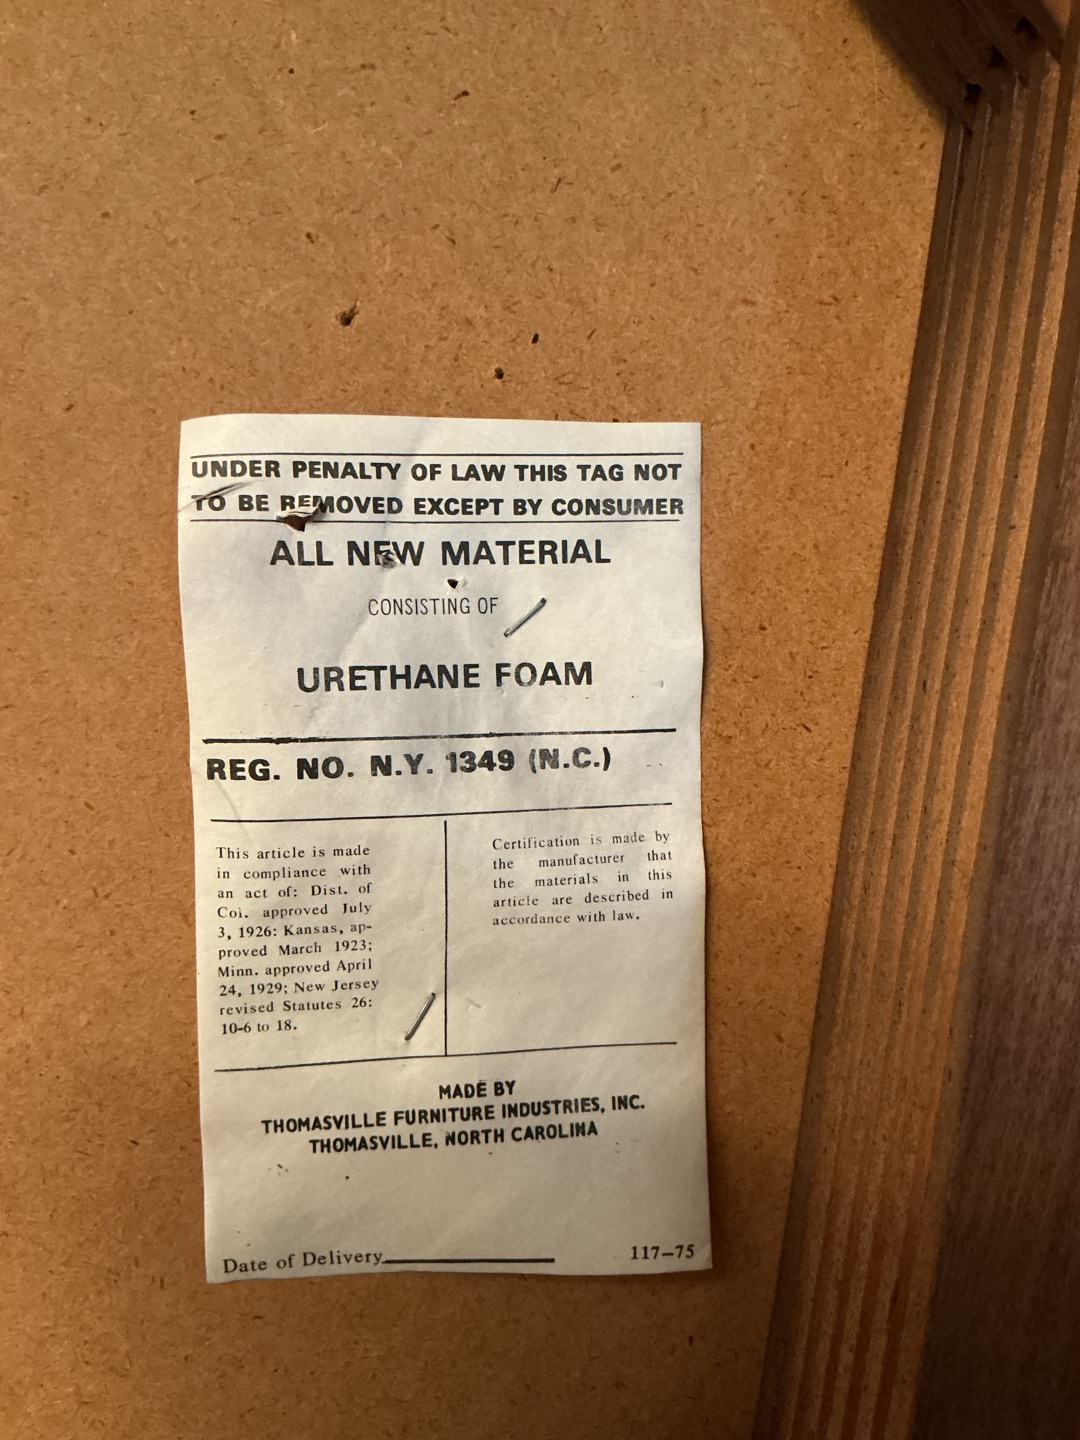 UNDER PENALTY OF LAW THIS TAG NOT
TO BE REMOVED EXCEPT BY CONSUMER
ALL NEW MATERIAL
CONSISTING OF
URETHANE FOAM
REG. NO. N.Y. 1349 (N.C.)
This article is made
in compliance with
an act of: Dist. of
Col. approved July
3, 1926: Kansas, ap-
proved March 1923;
Minn. approved April
24, 1929; New Jersey
revised Statutes 26:
10-6 to 18.
Certification is made by
the manufacturer that
the materials in this
article are described in
accordance with law.
MADE BY
THOMASVILLE FURNITURE INDUSTRIES, INC.
THOMASVILLE, NORTH CAROLINA
Date of Delivery
117-75